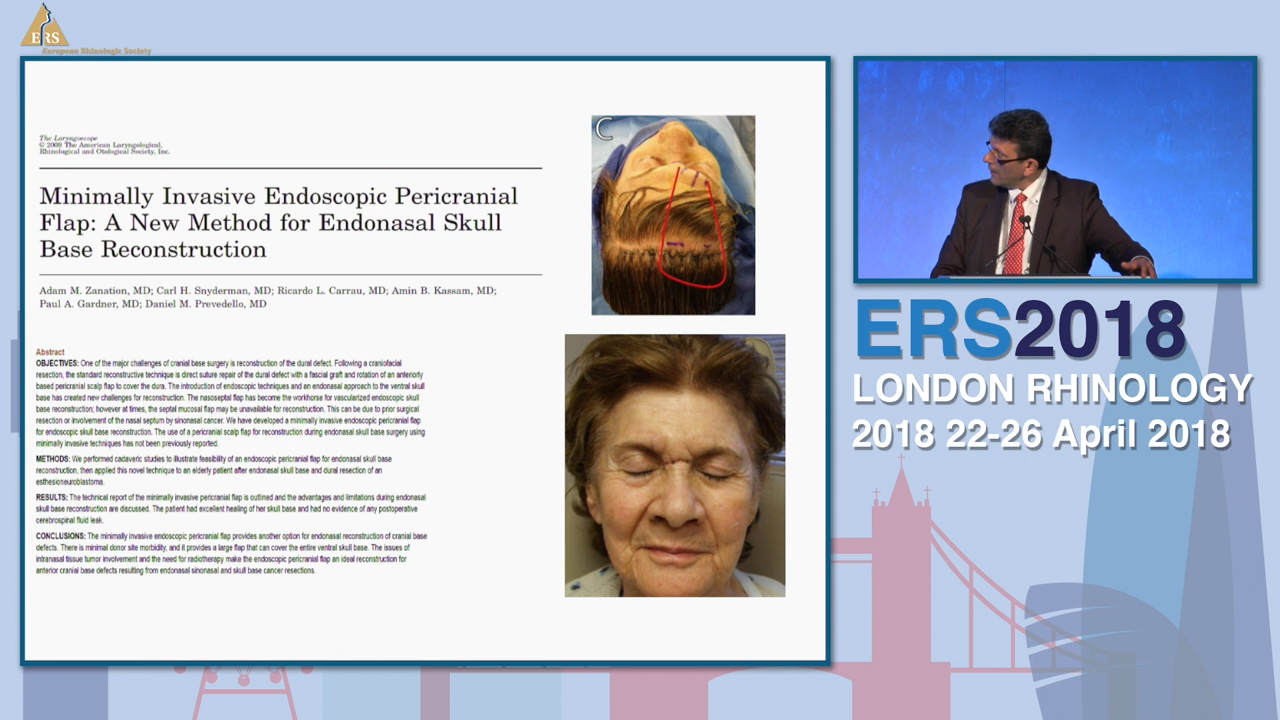 ERS
European Rhinologic Society
The Laryngoscope
© 2009 The American Laryngological,
Rhinological and Otological Society, Inc.
Minimally Invasive Endoscopic Pericranial
Flap: A New Method for Endonasal Skull
Base Reconstruction
Adam M. Zanation, MD; Carl H. Snyderman, MD; Ricardo L. Carrau, MD; Amin B. Kassam, MD;
Paul A. Gardner, MD; Daniel M. Prevedello, MD
Abstract
OBJECTIVES: One of the major challenges of cranial base surgery is reconstruction of the dural defect. Following a craniofacial
resection, the standard reconstructive technique is direct suture repair of the dural defect with a fascial graft and rotation of an anteriorly
based pericranial scalp flap to cover the dura. The introduction of endoscopic techniques and an endonasal approach to the ventral skull
base has created new challenges for reconstruction. The nasoseptal flap has become the workhorse for vascularized endoscopic skull
base reconstruction; however at times, the septal mucosal flap may be unavailable for reconstruction. This can be due to prior surgical
resection or involvement of the nasal septum by sinonasal cancer. We have developed a minimally invasive endoscopic pericranial flap
for endoscopic skull base reconstruction. The use of a pericranial scalp flap for reconstruction during endonasal skull base surgery using
minimally invasive techniques has not been previously reported.
METHODS: We performed cadaveric studies to illustrate feasibility of an endoscopic pericranial flap for endonasal skull base
reconstruction, then applied this novel technique to an elderly patient after endonasal skull base and dural resection of an
esthesioneuroblastoma.
RESULTS: The technical report of the minimally invasive pericranial flap is outlined and the advantages and limitations during endonasal
skull base reconstruction are discussed. The patient had excellent healing of her skull base and had no evidence of any postoperative
cerebrospinal fluid leak.
CONCLUSIONS: The minimally invasive endoscopic pericranial flap provides another option for endonasal reconstruction of cranial base
defects. There is minimal donor site morbidity, and it provides a large flap that can cover the entire ventral skull base. The issues of
intranasal tissue tumor involvement and the need for radiotherapy make the endoscopic pericranial flap an ideal reconstruction for
anterior cranial base defects resulting from endonasal sinonasal and skull base cancer resections.
C
ERS2018
LONDON RHINOLOGY
2018 22-26 April 2018